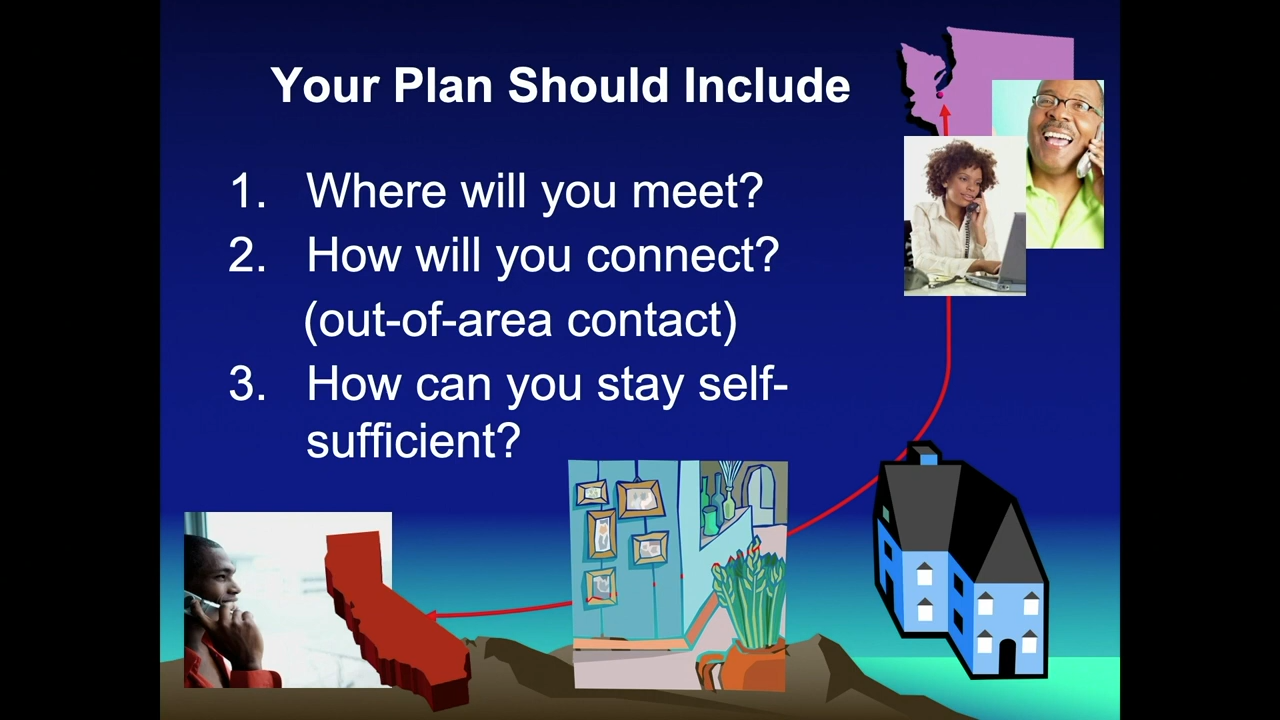 Your Plan Should Include
1. Where will you meet?
2. How will you connect?
(out-of-area contact)
3. How can you stay self-
sufficient?